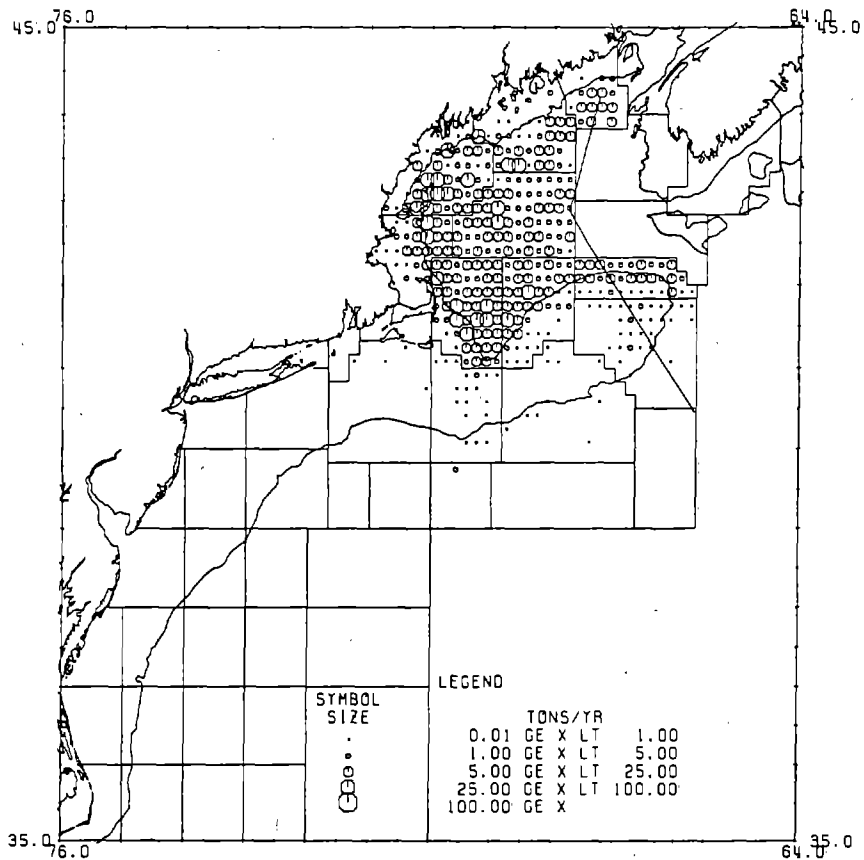 76.0 64.0
45.0 45.0
LEGEND
SYMBOL SIZE TONS/YR
0.01 GE X LT 1.00
1.00 GE X LT 5.00
5.00 GE X LT 25.00
25.00 GE X LT 100.00
100.00 GE X
35.0 35.0
76.0 64.0